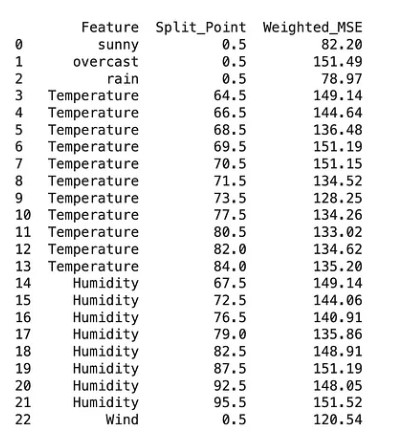 Feature Split_Point Weighted_MSE
0 sunny 0.5 82.20
1 overcast 0.5 151.49
2 rain 0.5 78.97
3 Temperature 64.5 149.14
4 Temperature 66.5 144.64
5 Temperature 68.5 136.48
6 Temperature 69.5 151.19
7 Temperature 70.5 151.15
8 Temperature 71.5 134.52
9 Temperature 73.5 128.25
10 Temperature 77.5 134.26
11 Temperature 80.5 133.02
12 Temperature 82.0 134.62
13 Temperature 84.0 135.20
14 Humidity 67.5 149.14
15 Humidity 72.5 144.06
16 Humidity 76.5 140.91
17 Humidity 79.0 135.86
18 Humidity 82.5 148.91
19 Humidity 87.5 151.19
20 Humidity 92.5 148.05
21 Humidity 95.5 151.52
22 Wind 0.5 120.54